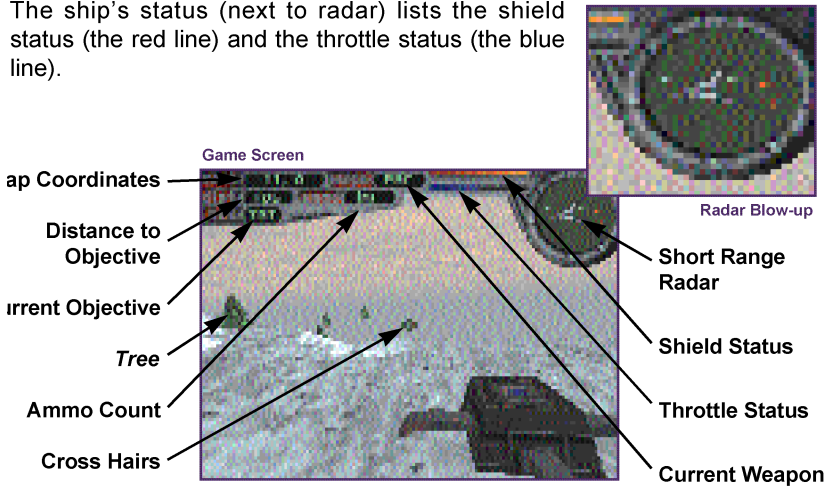 The ship's status (next to radar) lists the shield
status (the red line) and the throttle status (the blue
line).
Game Screen
Radar Blow-up
ap Coordinates
Distance to
Objective
urrent Objective
Tree
Ammo Count
Cross Hairs
Short Range
Radar
Shield Status
Throttle Status
Current Weapon